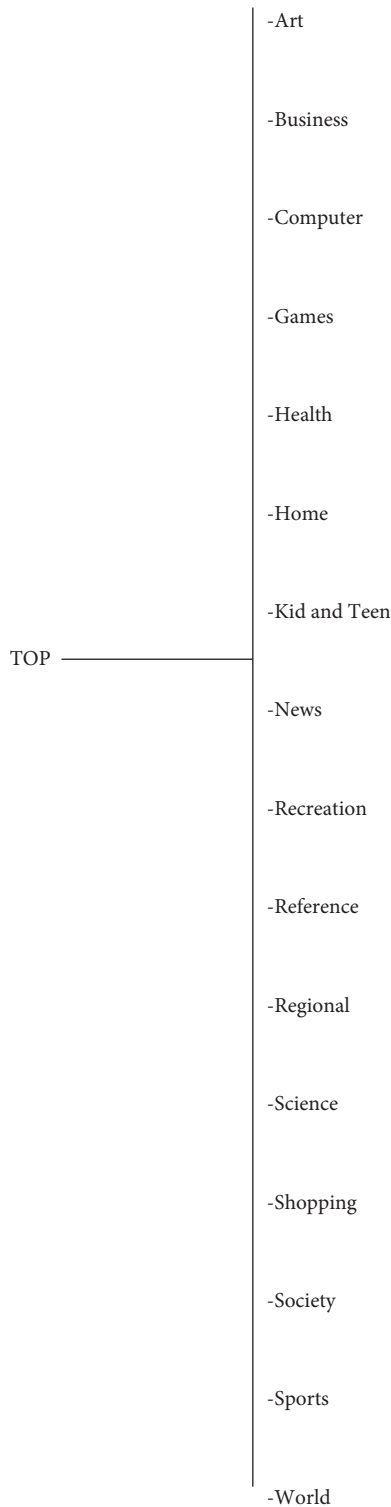 -Art
-Business
-Computer
-Games
-Health
-Home
-Kid and Teen
TOP
-News
-Recreation
-Reference
-Regional
-Science
-Shopping
-Society
-Sports
-World